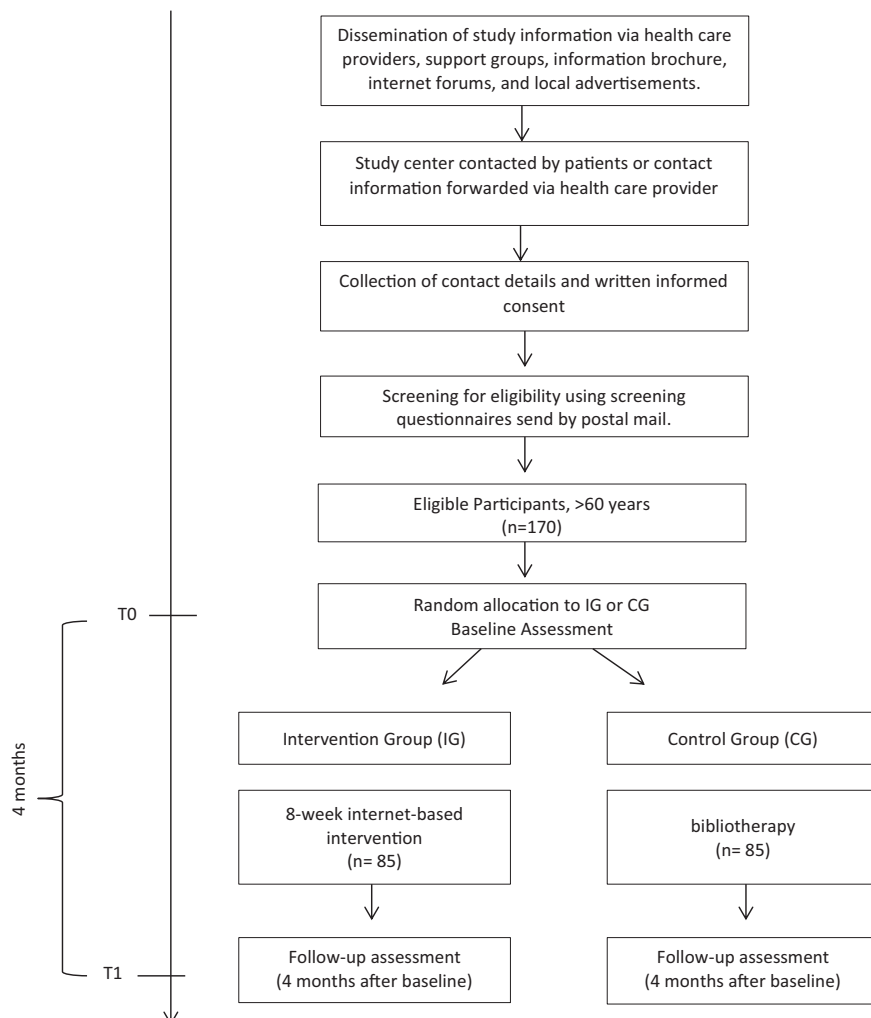 Dissemination of study information via health care
providers, support groups, information brochure,
internet forums, and local advertisements.
Study center contacted by patients or contact
information forwarded via health care provider
Collection of contact details and written informed
consent
Screening for eligibility using screening
questionnaires send by postal mail.
Eligible Participants, >60 years
(n=170)
T0
Random allocation to IG or CG
Baseline Assessment
4 months
Intervention Group (IG)
Control Group (CG)
8-week internet-based
intervention
(n= 85)
bibliotherapy
(n= 85)
T1
Follow-up assessment
(4 months after baseline)
Follow-up assessment
(4 months after baseline)